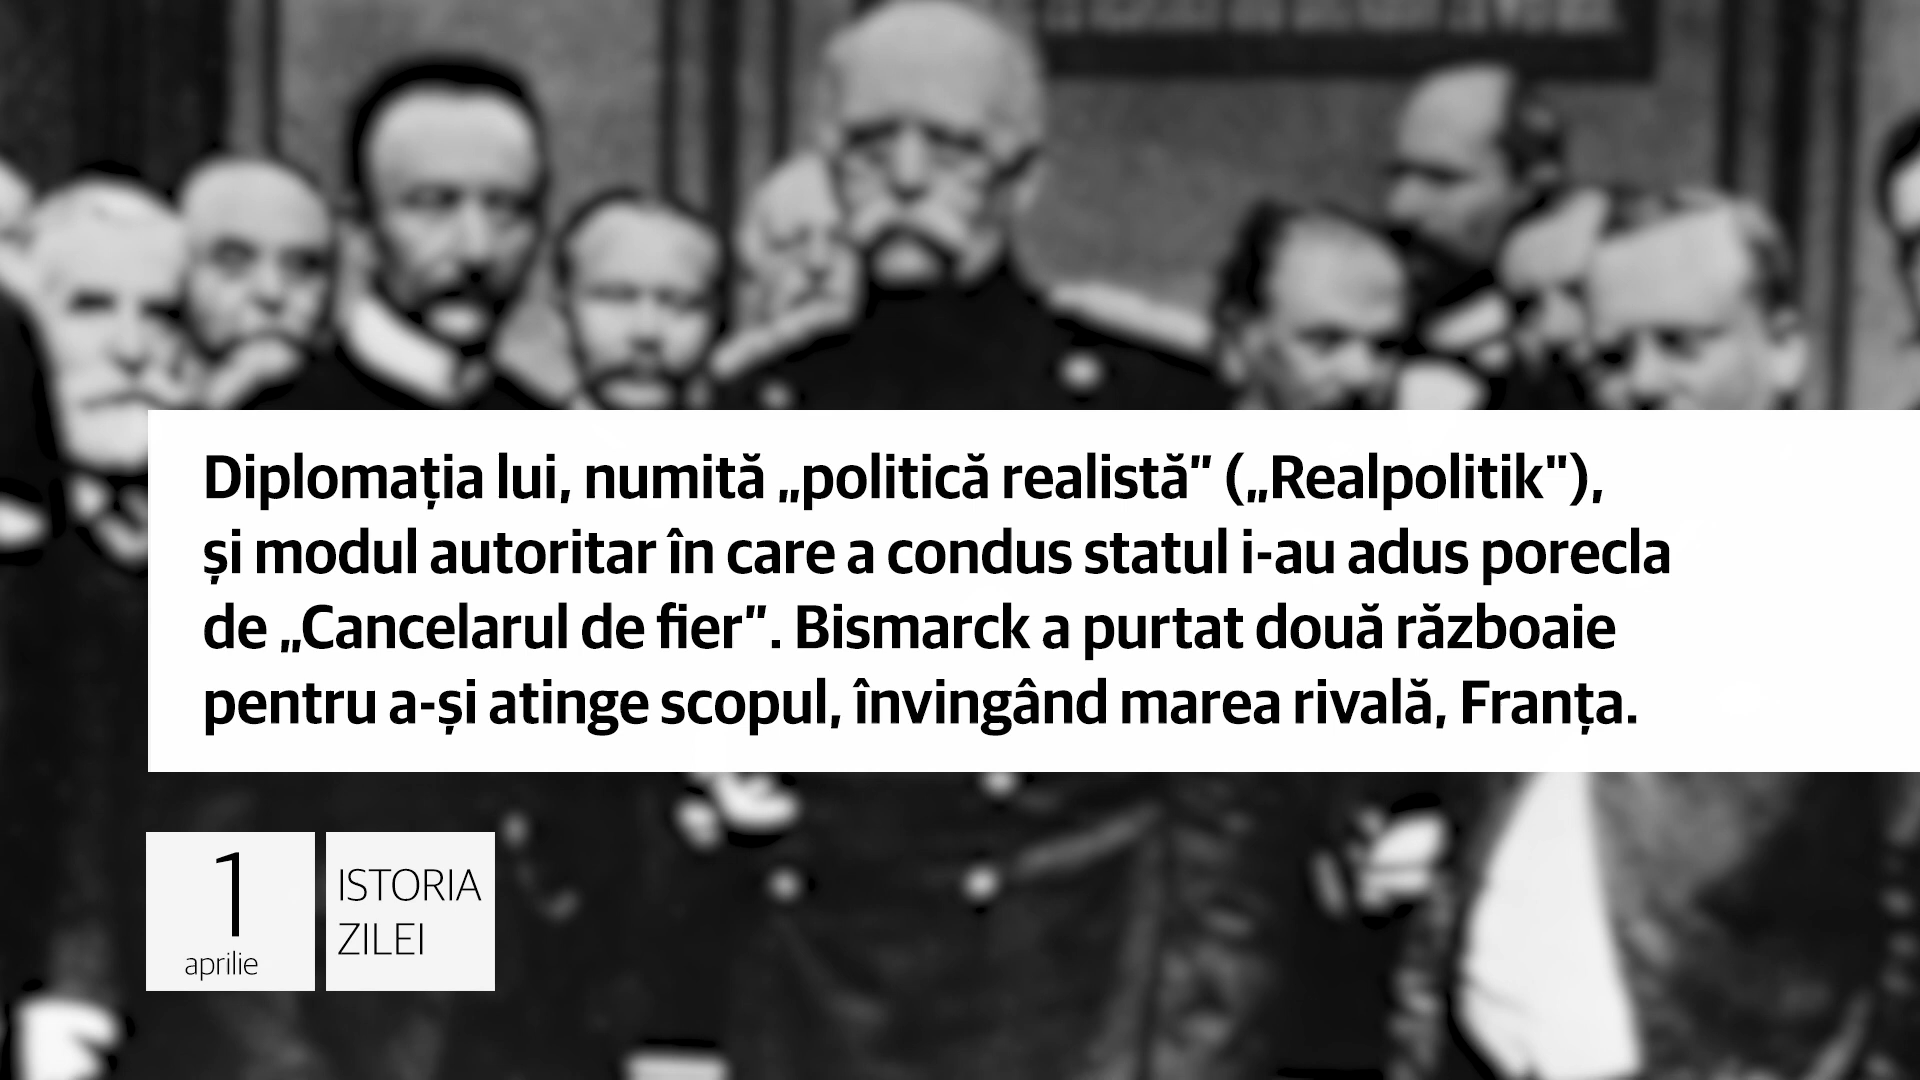 Diplomația lui, numită „politică realistă” („Realpolitik"),
și modul autoritar în care a condus statul i-au adus porecla
de „Cancelarul de fier”. Bismarck a purtat două războaie
pentru a-și atinge scopul, învingând marea rivală, Franța.
1
aprilie
ISTORIA
ZILEI